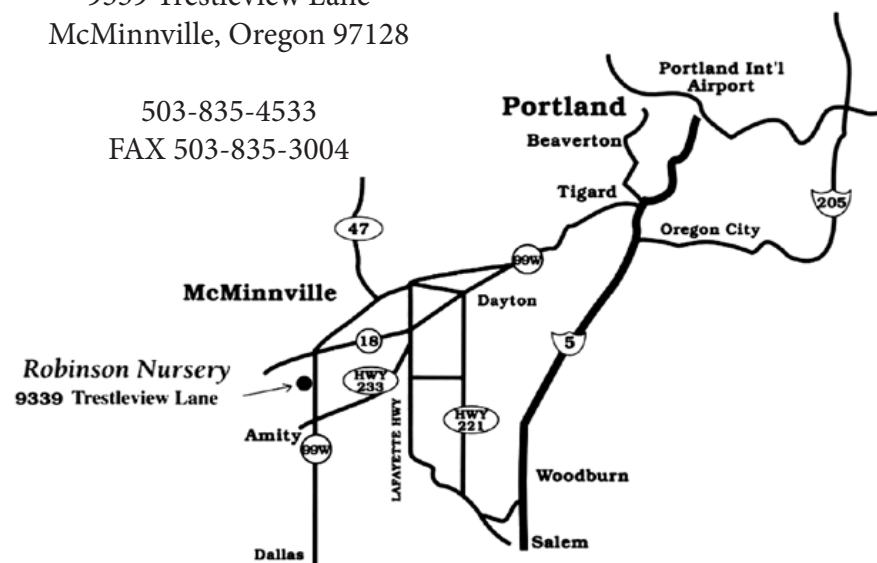 9339 Trestleview Lane
McMinnville, Oregon 97128
503-835-4533
FAX 503-835-3004
Portland Int'l
Airport
Portland
Beaverton
Tigard
205
Oregon City
47
99W
McMinnville
Dayton
18
5
Robinson Nursery
9339 Trestleview Lane
HWY
233
HWY
221
LAFAYETTE HWY
Amity
99W
Woodburn
Salem
Dallas